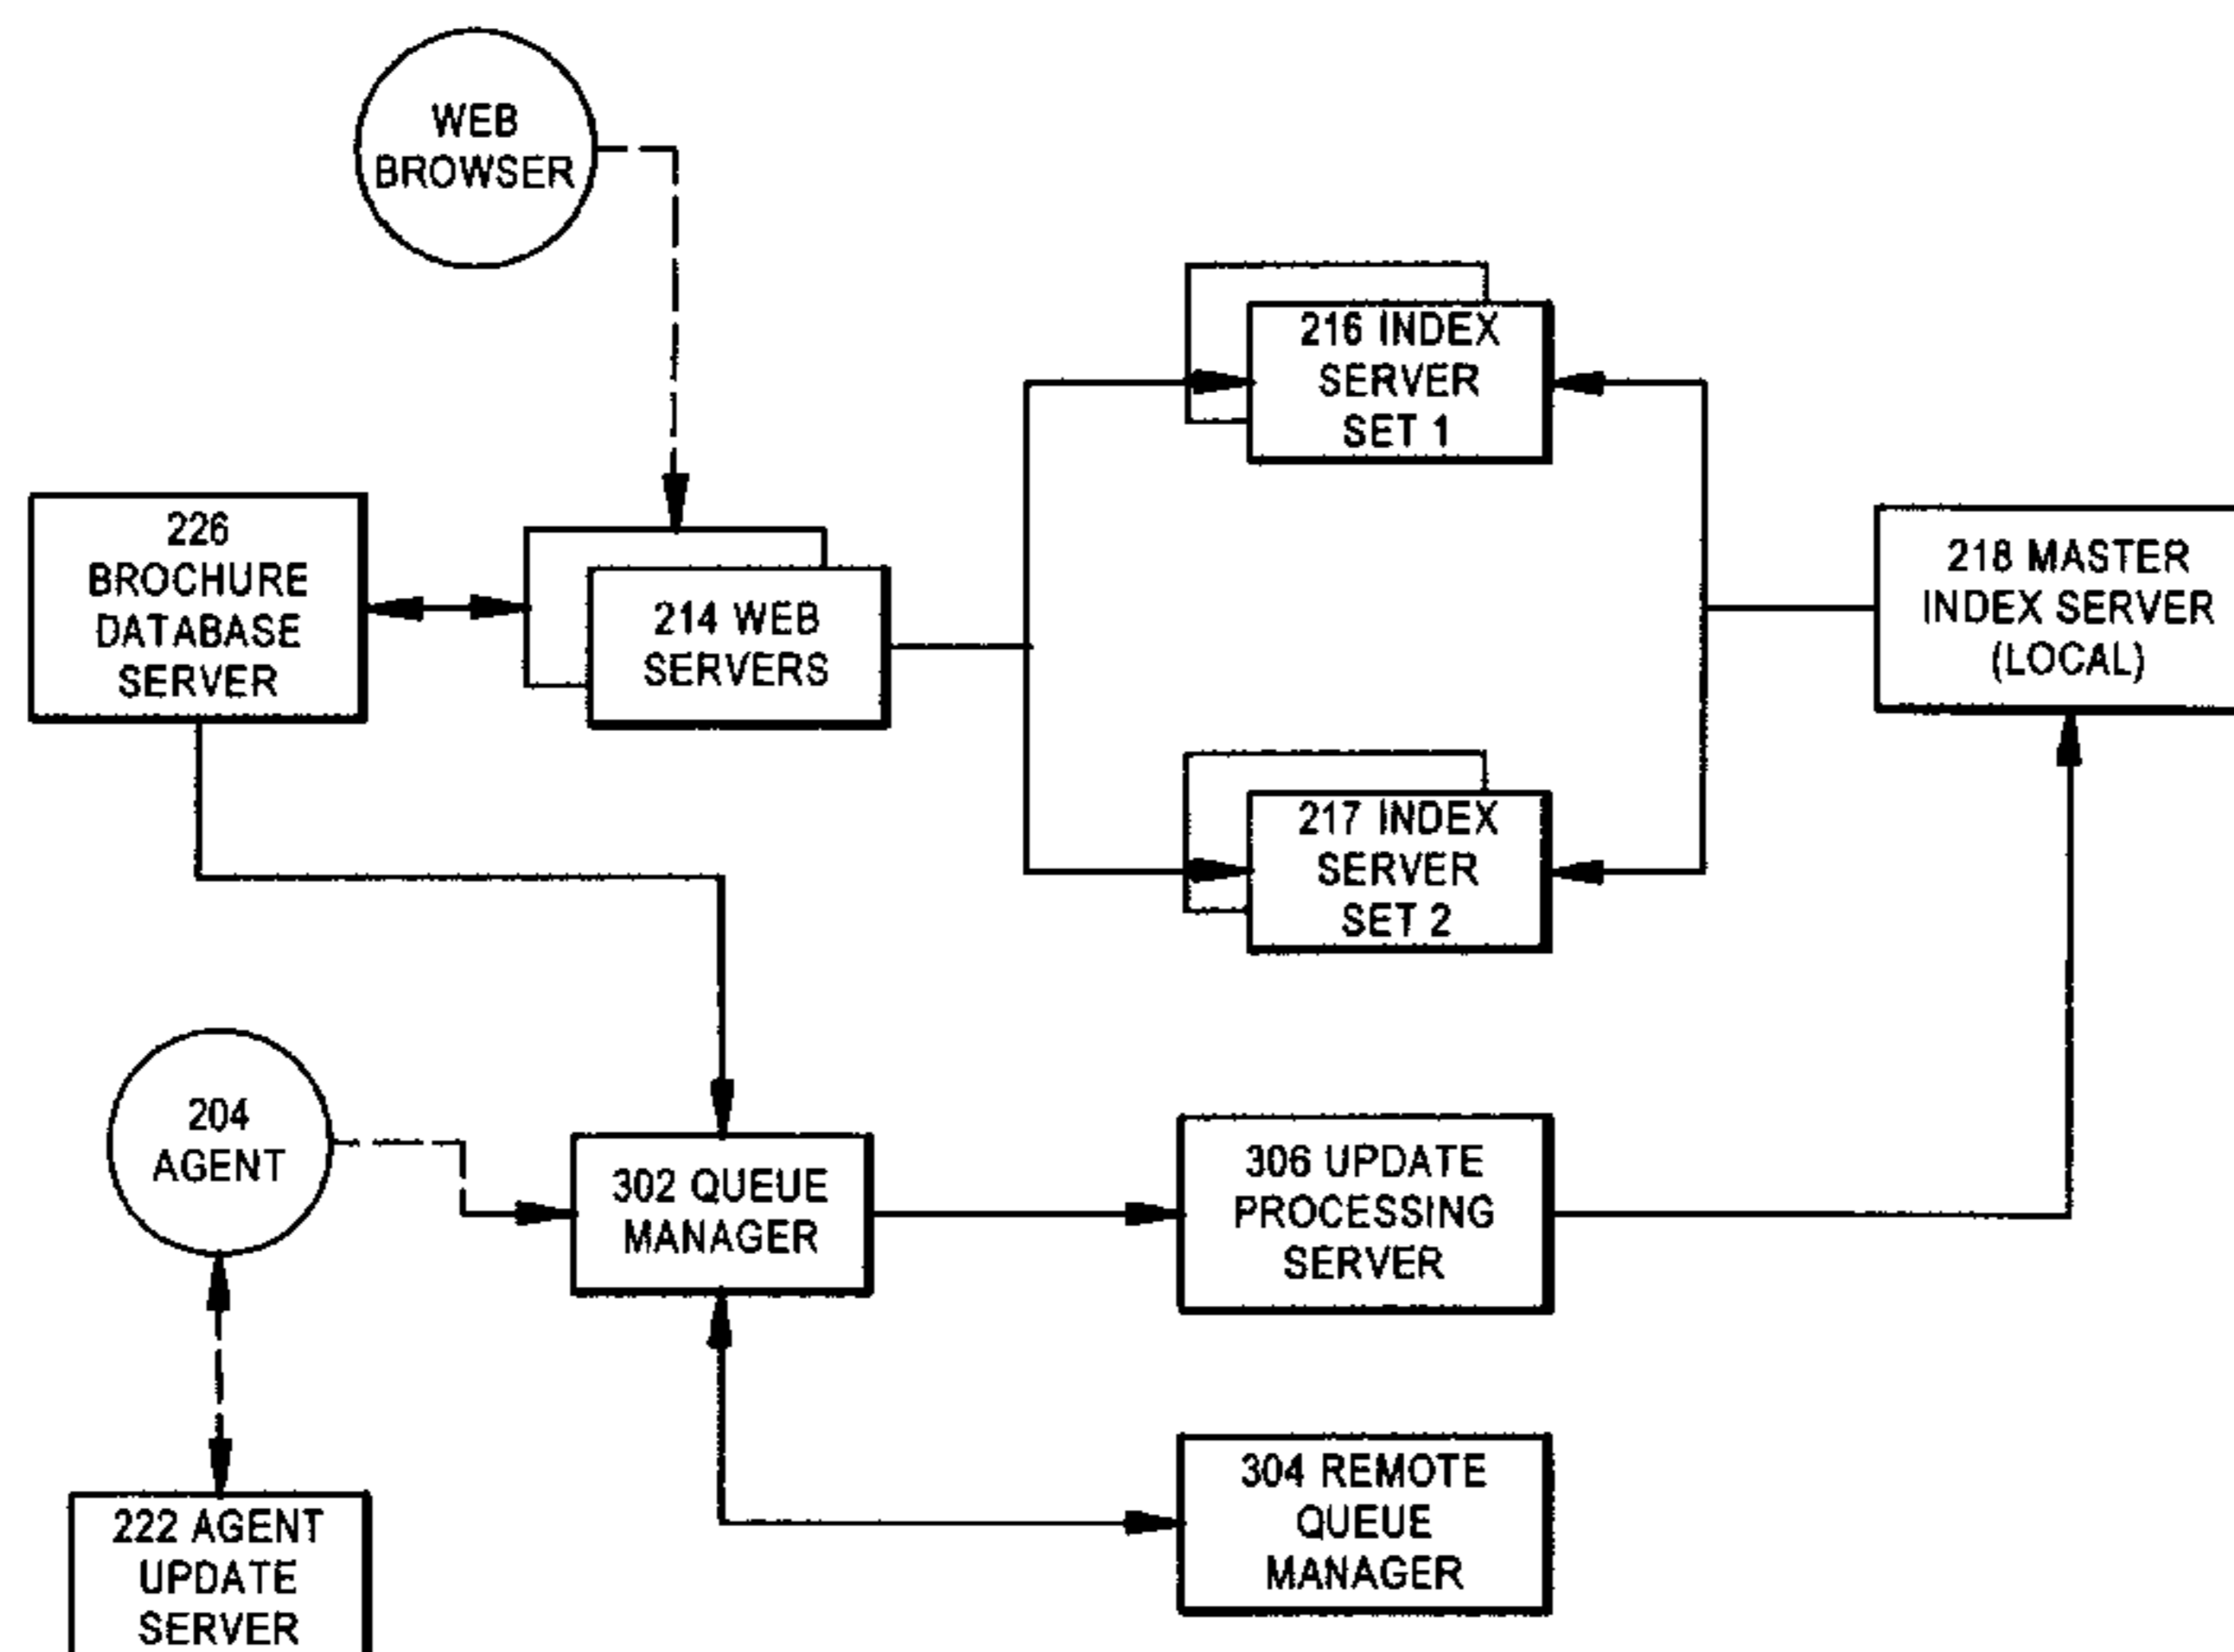 WEB
BROWSER
216 INDEX
SERVER
SET 1
226
BROCHURE
DATABASE
SERVER
214 WEB
SERVERS
218 MASTER
INDEX SERVER
(LOCAL)
217 INDEX
SERVER
SET 2
204
AGENT
302 QUEUE
MANAGER
306 UPDATE
PROCESSING
SERVER
304 REMOTE
QUEUE
MANAGER
222 AGENT
UPDATE
SERVER